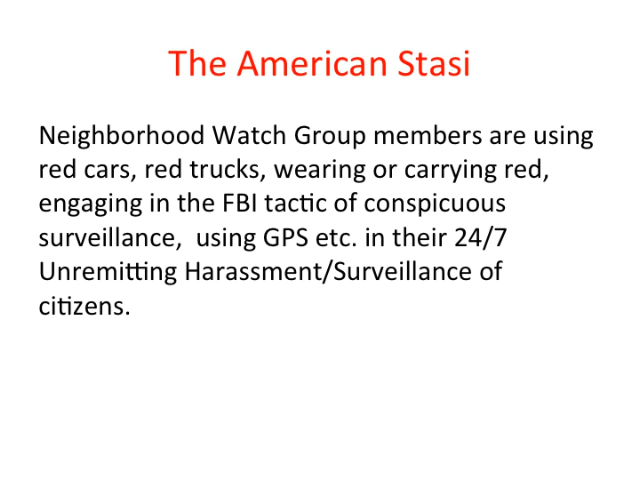 The American Stasi
Neighborhood Watch Group members are using
red cars, red trucks, wearing or carrying red,
engaging in the FBI tactic of conspicuous
surveillance,  using GPS etc. in their 24/7
Unremitting Harassment/Surveillance of
citizens.